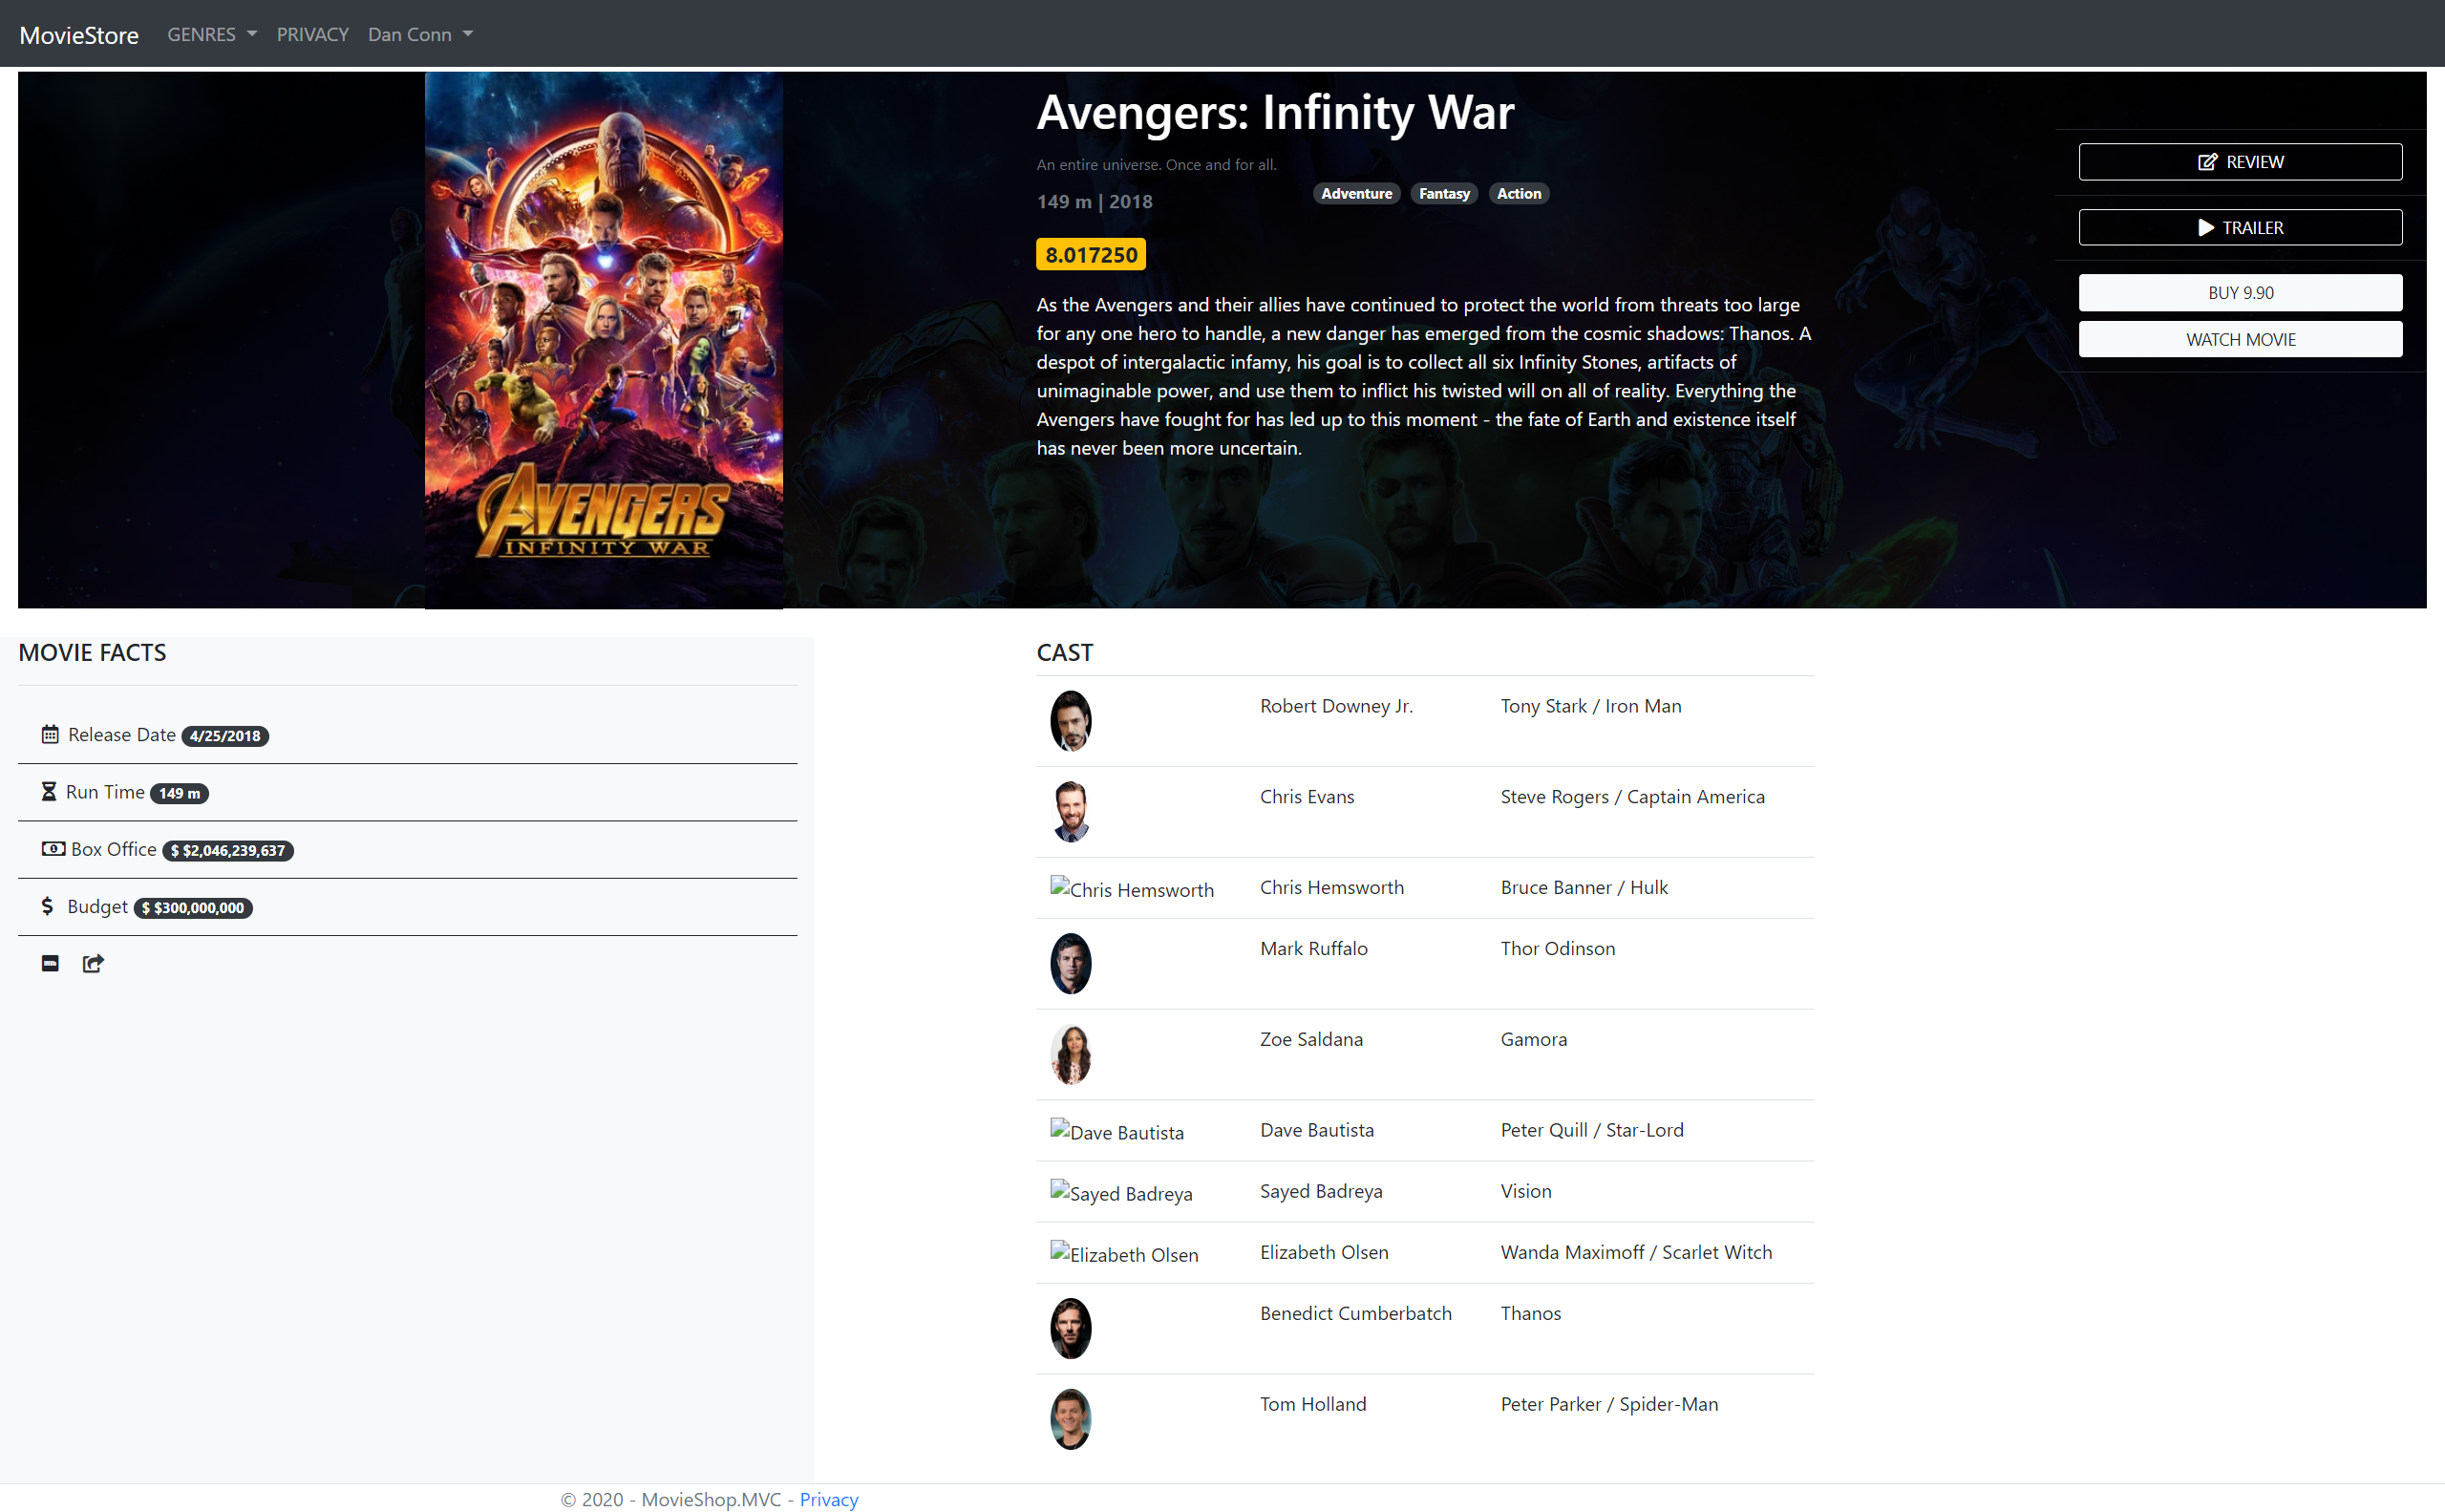 MovieStore GENRES PRIVACY Dan Conn
AVENGERS
INFINITY WAR
Avengers: Infinity War
An entire universe. Once and for all.
149 m | 2018 Adventure Fantasy Action
8.017250
As the Avengers and their allies have continued to protect the world from threats too large
for any one hero to handle, a new danger has emerged from the cosmic shadows: Thanos. A
despot of intergalactic infamy, his goal is to collect all six Infinity Stones, artifacts of
unimaginable power, and use them to inflict his twisted will on all of reality. Everything the
Avengers have fought for has led up to this moment - the fate of Earth and existence itself
has never been more uncertain.
REVIEW
TRAILER
BUY 9.90
WATCH MOVIE
MOVIE FACTS
Release Date 4/25/2018
Run Time 149 m
Box Office $ $2,046,239,637
Budget $ $300,000,000
CAST
Robert Downey Jr. Tony Stark / Iron Man
Chris Evans Steve Rogers / Captain America
Chris Hemsworth Chris Hemsworth Bruce Banner / Hulk
Mark Ruffalo Thor Odinson
Zoe Saldana Gamora
Dave Bautista Dave Bautista Peter Quill / Star-Lord
Sayed Badreya Sayed Badreya Vision
Elizabeth Olsen Elizabeth Olsen Wanda Maximoff / Scarlet Witch
Benedict Cumberbatch Thanos
Tom Holland Peter Parker / Spider-Man
© 2020 - MovieShop.MVC - Privacy